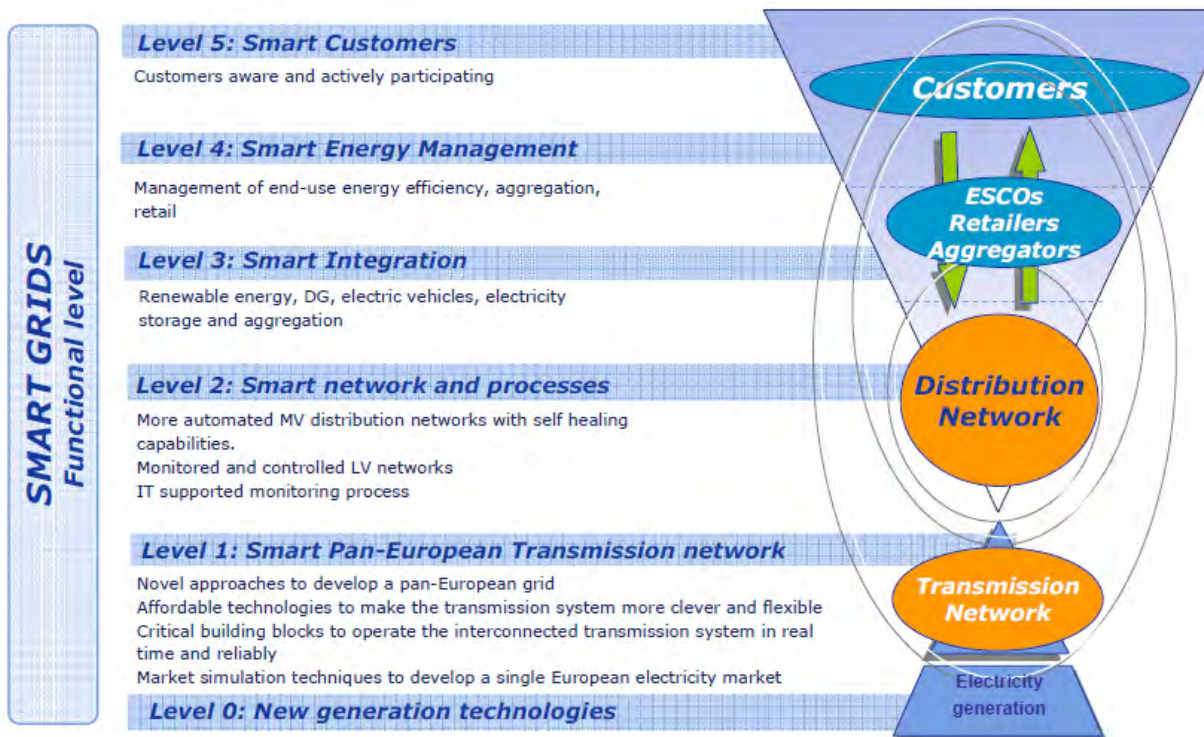 SMART GRIDS
Functional level
Level 5: Smart Customers
Customers aware and actively participating
Level 4: Smart Energy Management
Management of end-use energy efficiency, aggregation,
retail
Level 3: Smart Integration
Renewable energy, DG, electric vehicles, electricity
storage and aggregation
Level 2: Smart network and processes
More automated MV distribution networks with self healing
capabilities.
Monitored and controlled LV networks
IT supported monitoring process
Level 1: Smart Pan-European Transmission network
Novel approaches to develop a pan-European grid
Affordable technologies to make the transmission system more clever and flexible
Critical building blocks to operate the interconnected transmission system in real
time and reliably
Market simulation techniques to develop a single European electricity market
Level 0: New generation technologies
Customers
ESCOs
Retailers
Aggregators
Distribution
Network
Transmission
Network
Electricity
generation